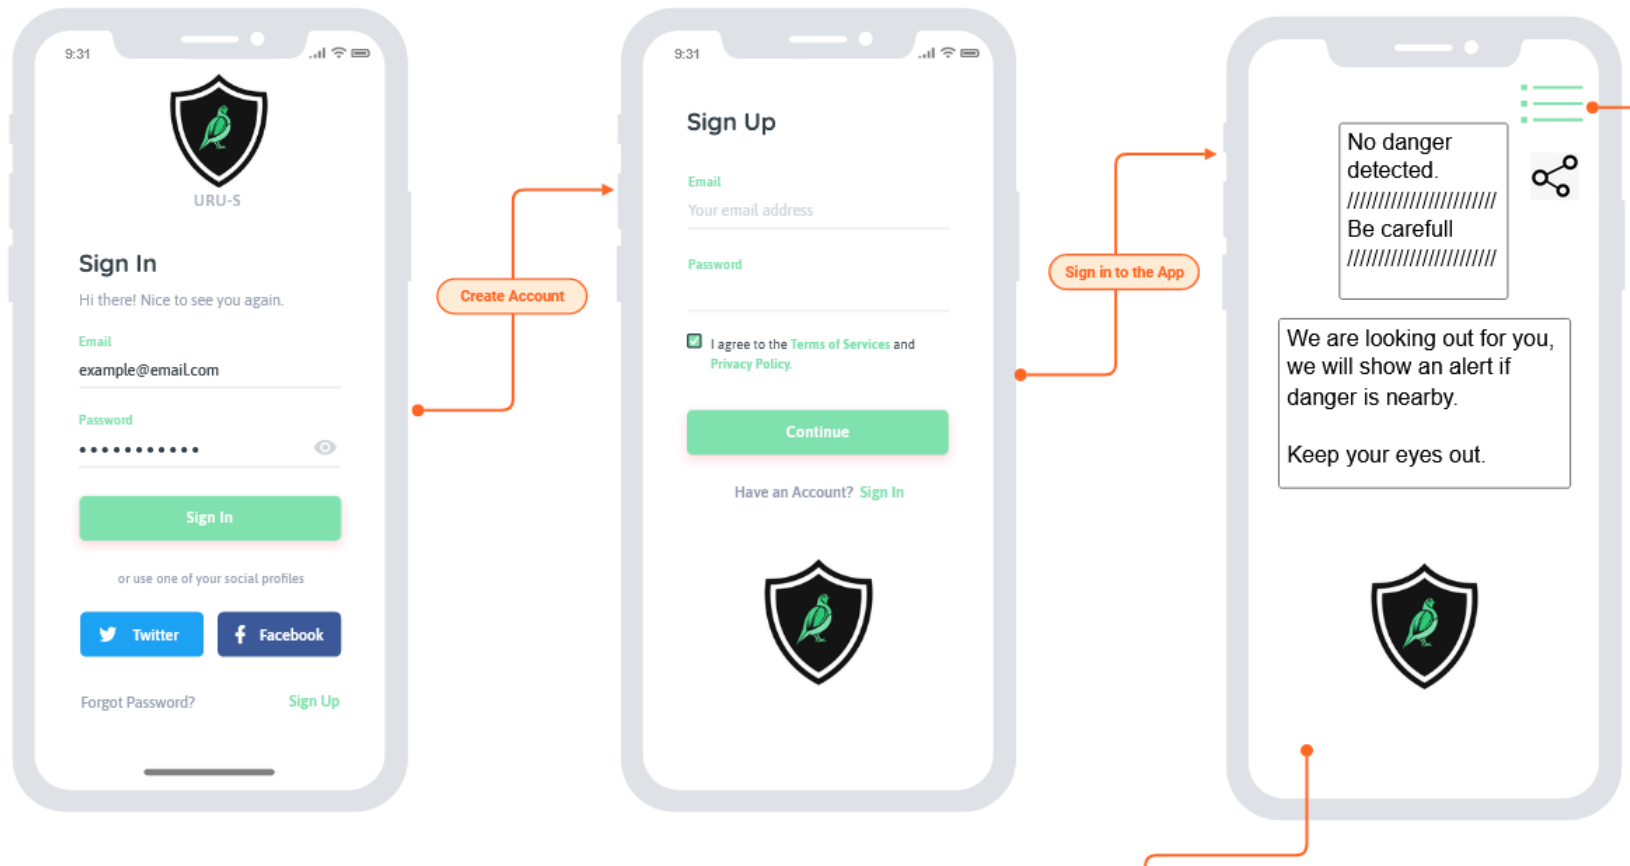 9:31
URU-S
Sign In
Hi there! Nice to see you again.
Email
example@email.com
Password
•••••••••••
Sign In
or use one of your social profiles
Twitter
Facebook
Forgot Password?
Sign Up
Create Account
9:31
Sign Up
Email
Your email address
Password
I agree to the Terms of Services and
Privacy Policy.
Continue
Have an Account? Sign In
Sign in to the App
No danger
detected.
////////////////////////
Be carefull
////////////////////////
We are looking out for you,
we will show an alert if
danger is nearby.
Keep your eyes out.